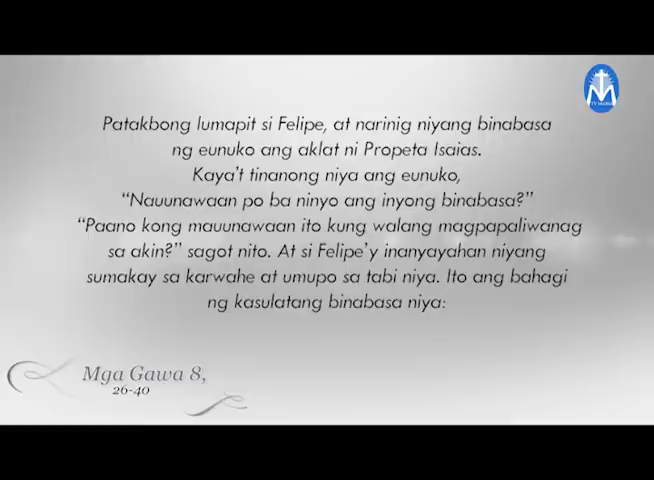 Patakbong lumapit si Felipe, at narinig niyang binabasa
ng eunuko ang aklat ni Propeta Isaias.
Kaya't tinanong niya ang eunuko,
“Nauunawaan po ba ninyo ang inyong binabasa?”
“Paano kong mauunawaan ito kung walang magpapaliwanag
sa akin?” sagot nito. At si Felipe'y inanyayahan niyang
sumakay sa karwahe at umupo sa tabi niya. Ito ang bahagi
ng kasulatang binabasa niya:
Mga Gawa 8,
26-40